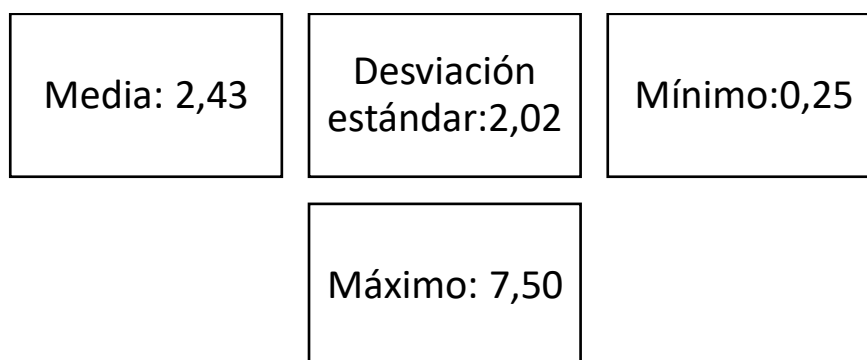 Media: 2,43
Desviación
estándar:2,02
Mínimo:0,25
Máximo: 7,50